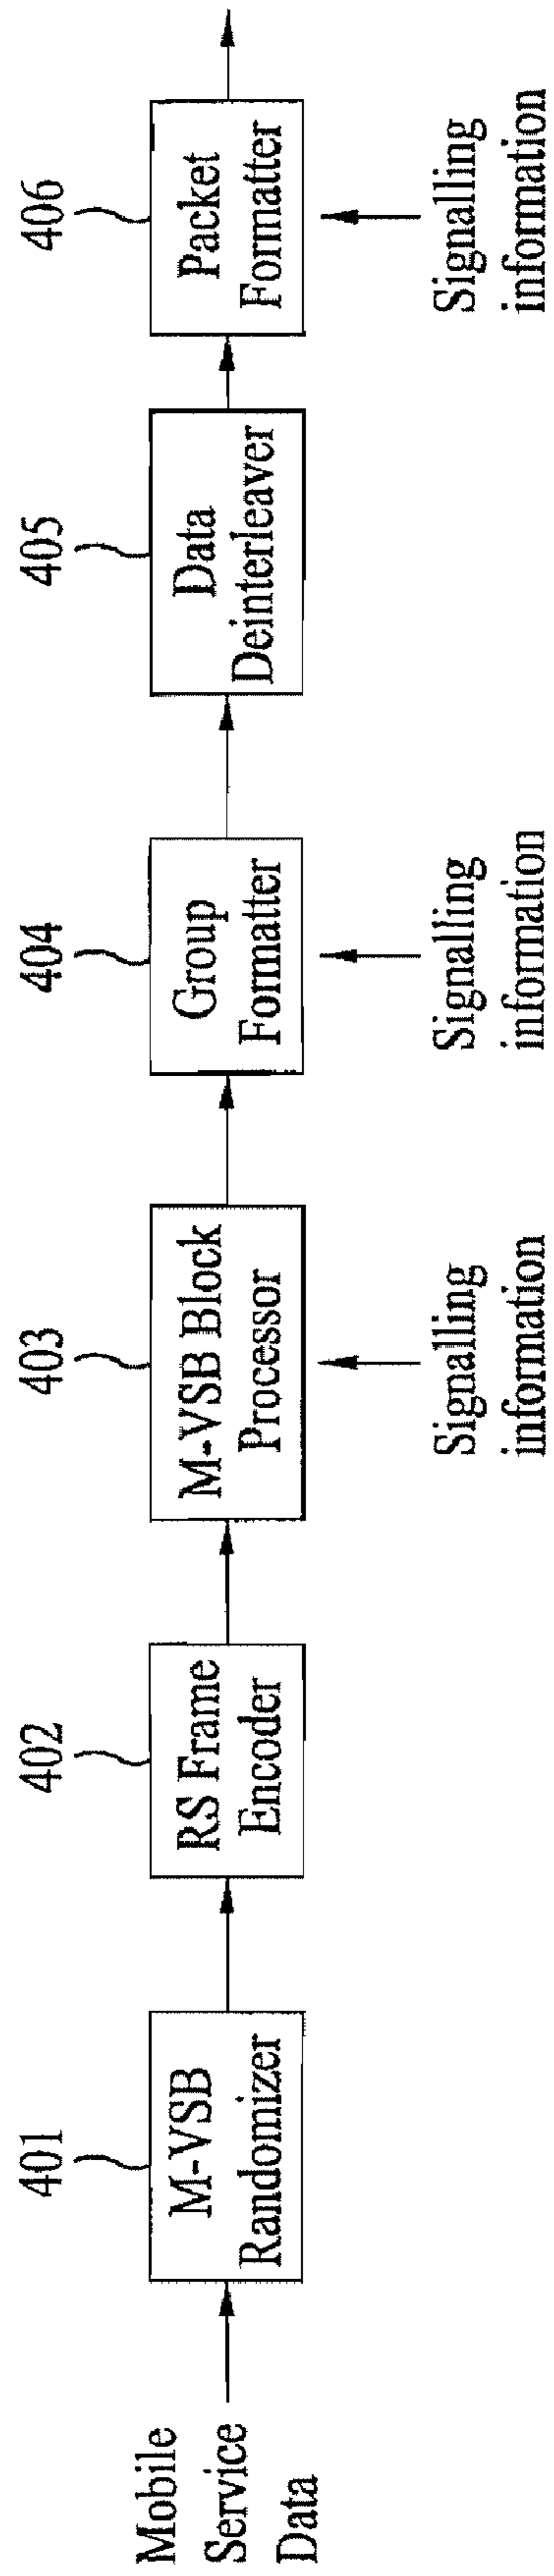 Mobile
Service
Data
401
M-VSB
Randomizer
402
RS Frame
Encoder
403
M-VSB Block
Processor
Signalling
information
404
Group
Formatter
Signalling
information
405
Data
Deinterleaver
406
Packet
Formatter
Signalling
information